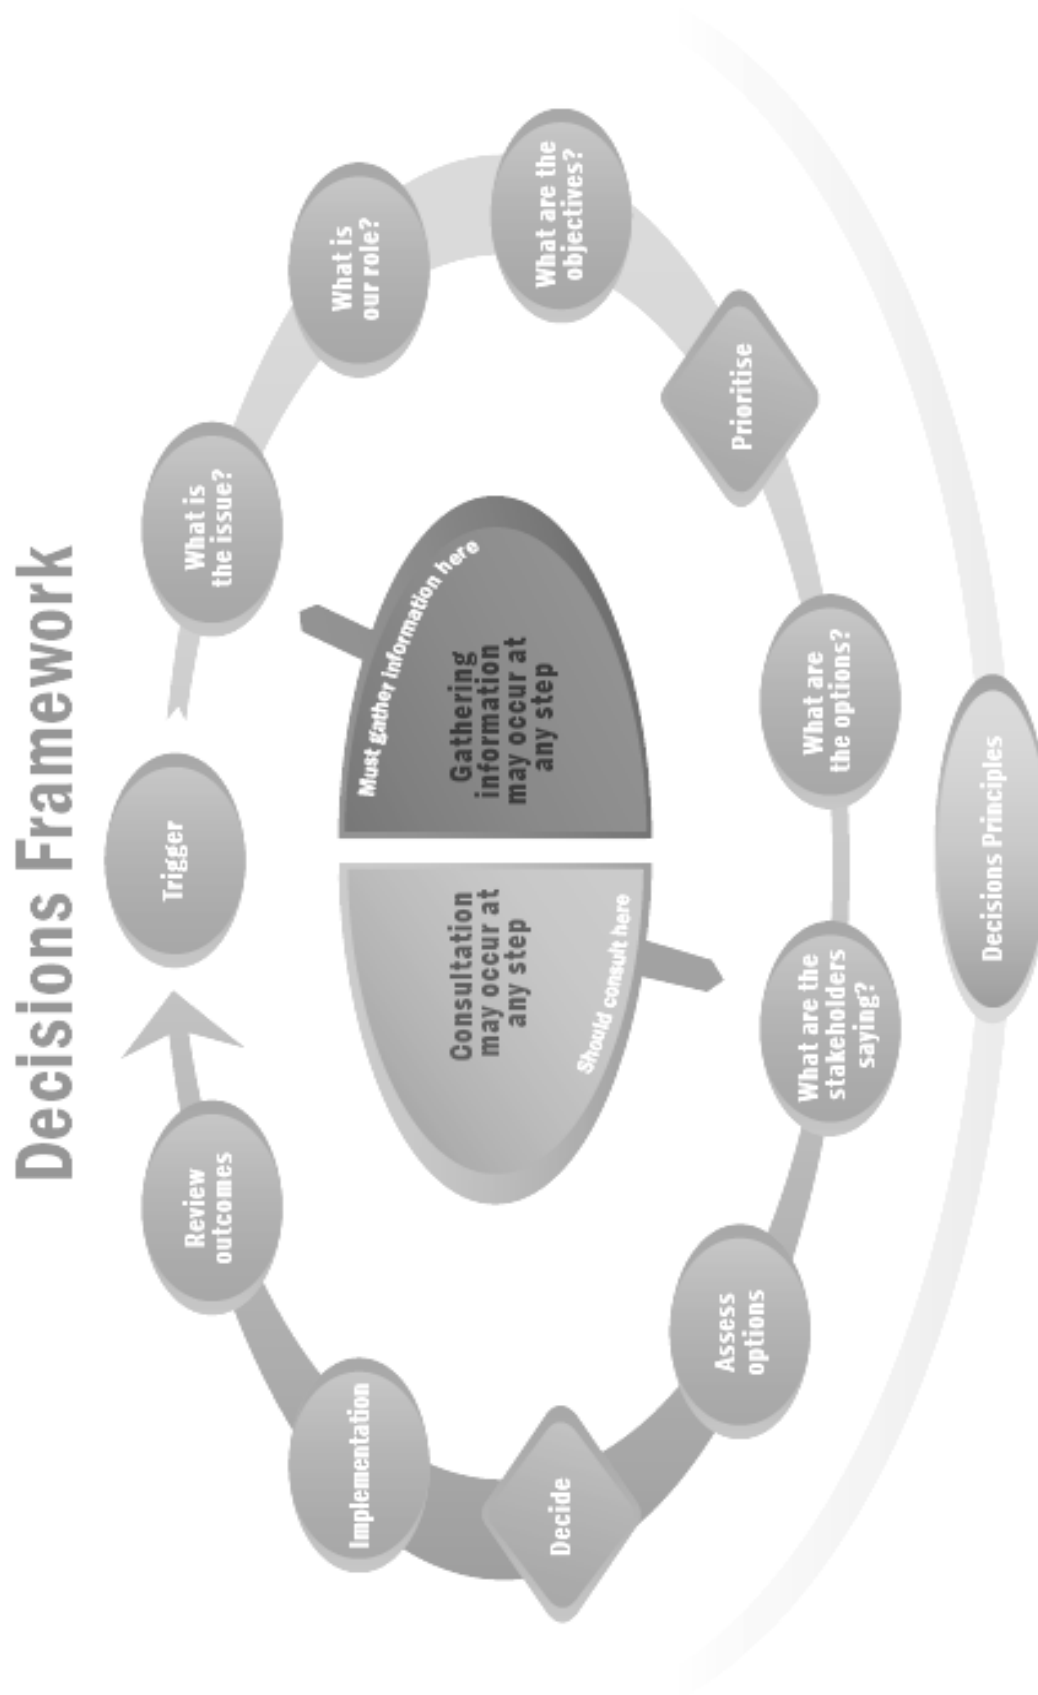 Decisions Framework
Trigger
What is
the issue?
What is
our role?
What are the
objectives?
Prioritise
What are
the options?
What are the
stakeholders
saying?
Assess
options
Decide
Implementation
Review
outcomes
Must gather information here
Gathering
information
may occur at
any step
Consultation
may occur at
any step
Should consult here
Decisions Principles